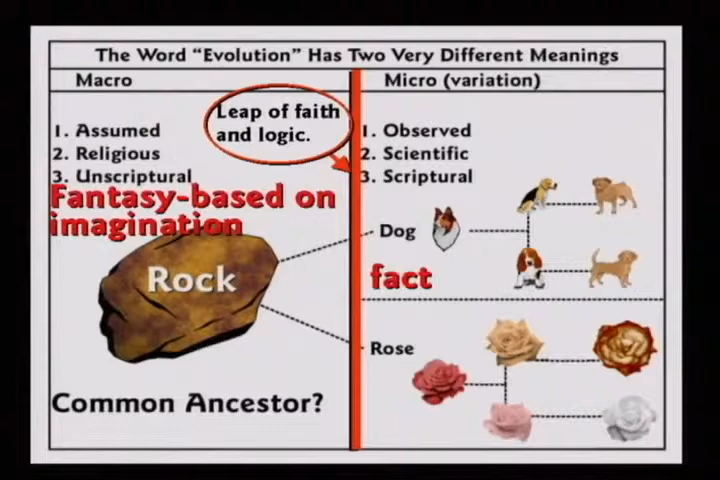 The Word “Evolution” Has Two Very Different Meanings
Macro
Micro (variation)
Leap of faith
and logic.
1. Assumed
2. Religious
3. Unscriptural
Fantasy-based on
imagination
Rock
Common Ancestor?
1. Observed
2. Scientific
3. Scriptural
Dog
fact
Rose